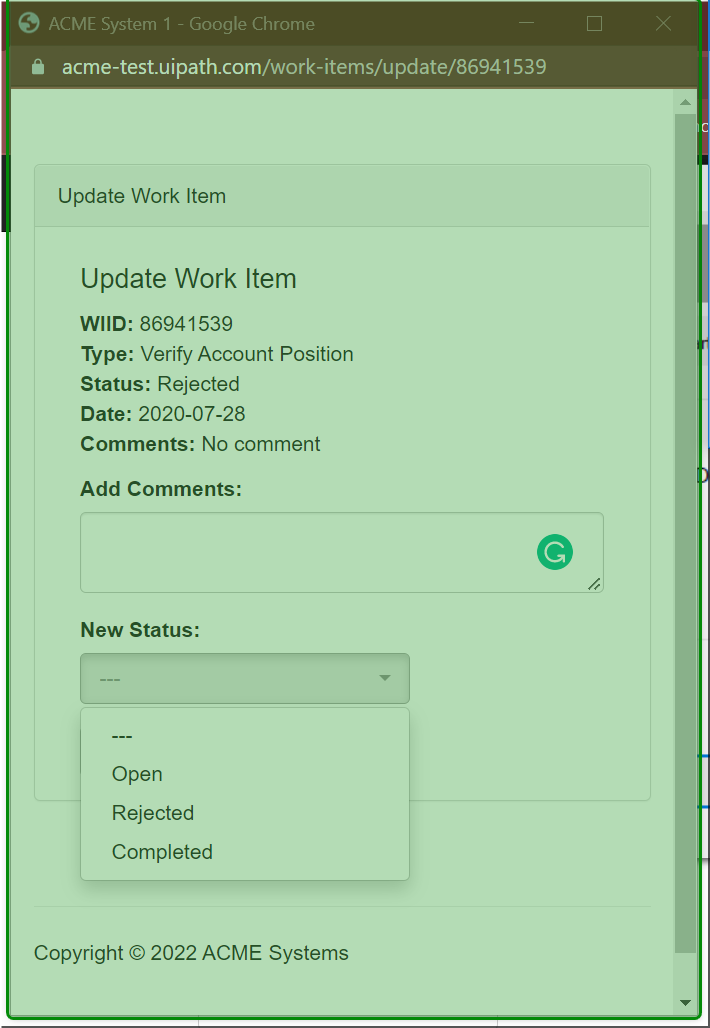 ACME System 1 - Google Chrome
acme-test.uipath.com/work-items/update/86941539
Update Work Item
Update Work Item
WIID: 86941539
Type: Verify Account Position
Status: Rejected
Date: 2020-07-28
Comments: No comment
Add Comments:
New Status:
---
---
Open
Rejected
Completed
Copyright © 2022 ACME Systems